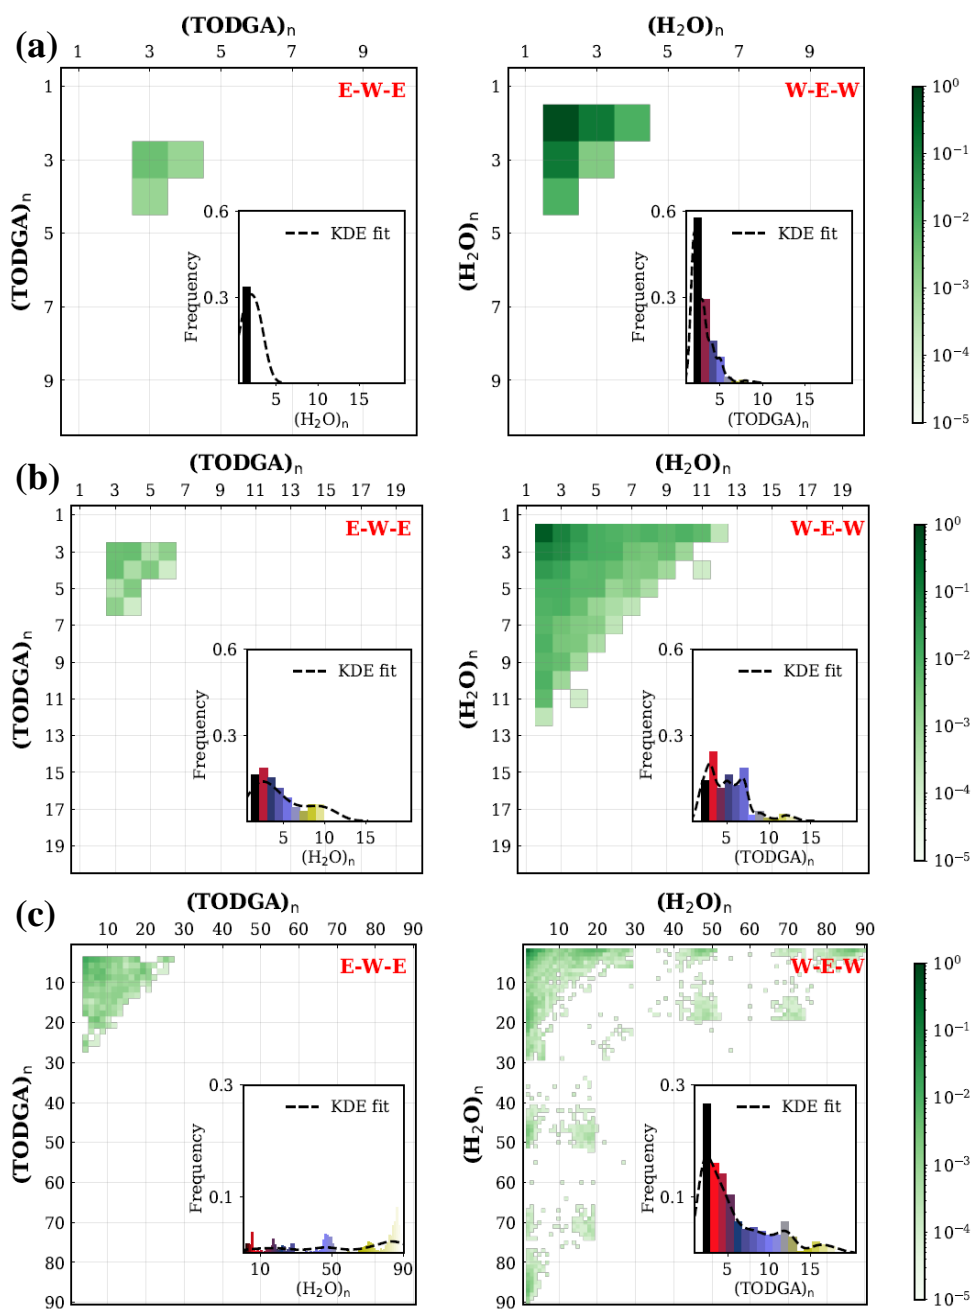 (a)
(TODGA)n
1 3 5 7 9
E-W-E
(TODGA)n
1
3
5
7
9
0.6
0.3
Frequency
KDE fit
5 10 15
(H2O)n
(H2O)n
1 3 5 7 9
W-E-W
(H2O)n
1
3
5
7
9
0.6
0.3
Frequency
KDE fit
5 10 15
(TODGA)n
10^0
10^-1
10^-2
10^-3
10^-4
10^-5
(b)
(TODGA)n
1 3 5 7 9 11 13 15 17 19
E-W-E
(TODGA)n
1
3
5
7
9
11
13
15
17
19
0.6
0.3
Frequency
KDE fit
5 10 15
(H2O)n
(H2O)n
1 3 5 7 9 11 13 15 17 19
W-E-W
(H2O)n
1
3
5
7
9
11
13
15
17
19
0.6
0.3
Frequency
KDE fit
5 10 15
(TODGA)n
10^0
10^-1
10^-2
10^-3
10^-4
10^-5
(c)
(TODGA)n
10 20 30 40 50 60 70 80 90
E-W-E
(TODGA)n
10
20
30
40
50
60
70
80
90
0.3
0.1
Frequency
KDE fit
10 30 50 70 90
(H2O)n
(H2O)n
10 20 30 40 50 60 70 80 90
W-E-W
(H2O)n
10
20
30
40
50
60
70
80
90
0.3
0.1
Frequency
KDE fit
5 10 15
(TODGA)n
10^0
10^-1
10^-2
10^-3
10^-4
10^-5